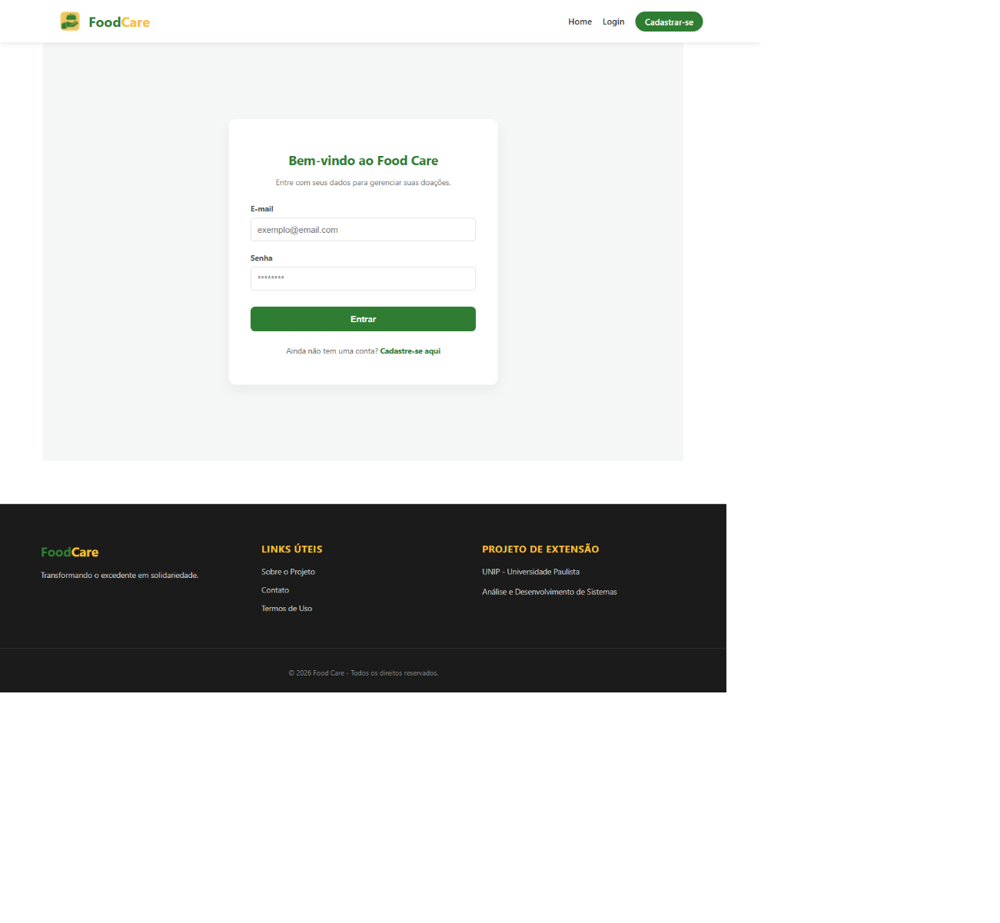 FoodCare
Home
Login
Cadastrar-se
Bem-vindo ao Food Care
Entre com seus dados para gerenciar suas doações.
E-mail
exemplo@email.com
Senha
********
Entrar
Ainda não tem uma conta? Cadastre-se aqui
FoodCare
Transformando o excedente em solidariedade.
LINKS ÚTEIS
Sobre o Projeto
Contato
Termos de Uso
PROJETO DE EXTENSÃO
UNIP - Universidade Paulista
Análise e Desenvolvimento de Sistemas
© 2026 Food Care - Todos os direitos reservados.